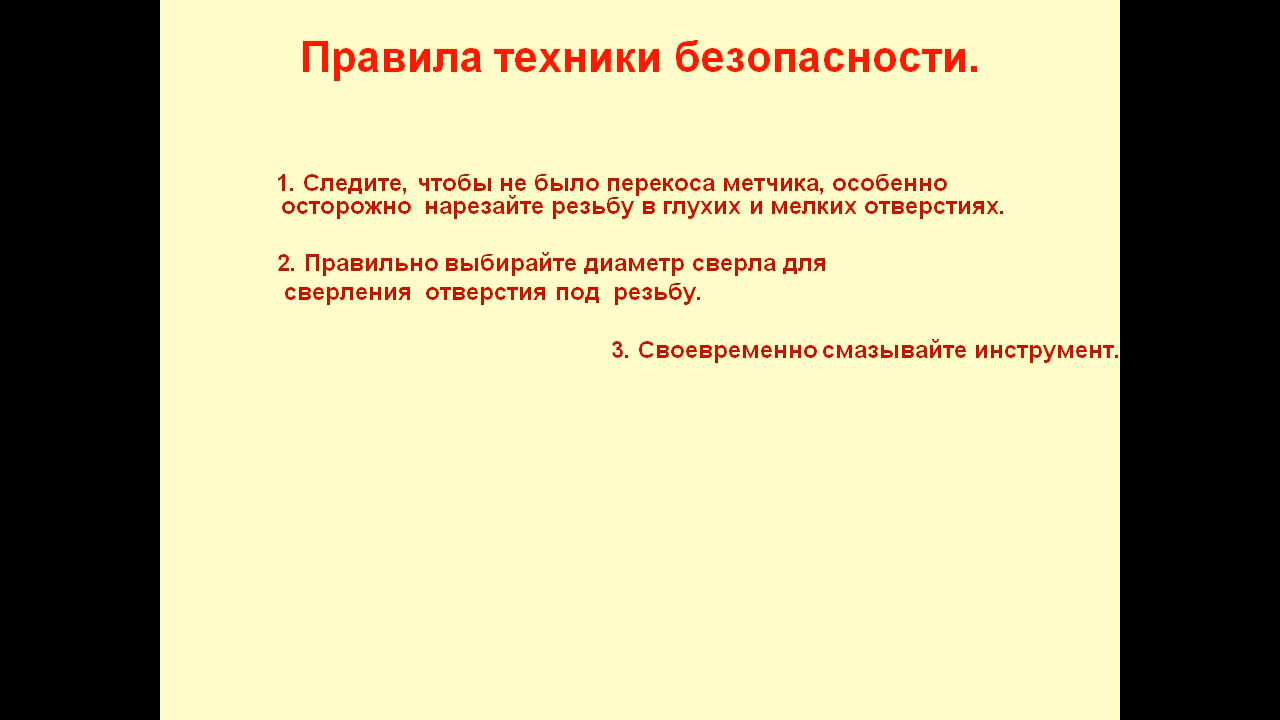 Правила техники безопасности.
1. Следите, чтобы не было перекоса метчика, особенно
осторожно нарезайте резьбу в глухих и мелких отверстиях.
2. Правильно выбирайте диаметр сверла для
сверления отверстия под резьбу.
3. Своевременно смазывайте инструмент.